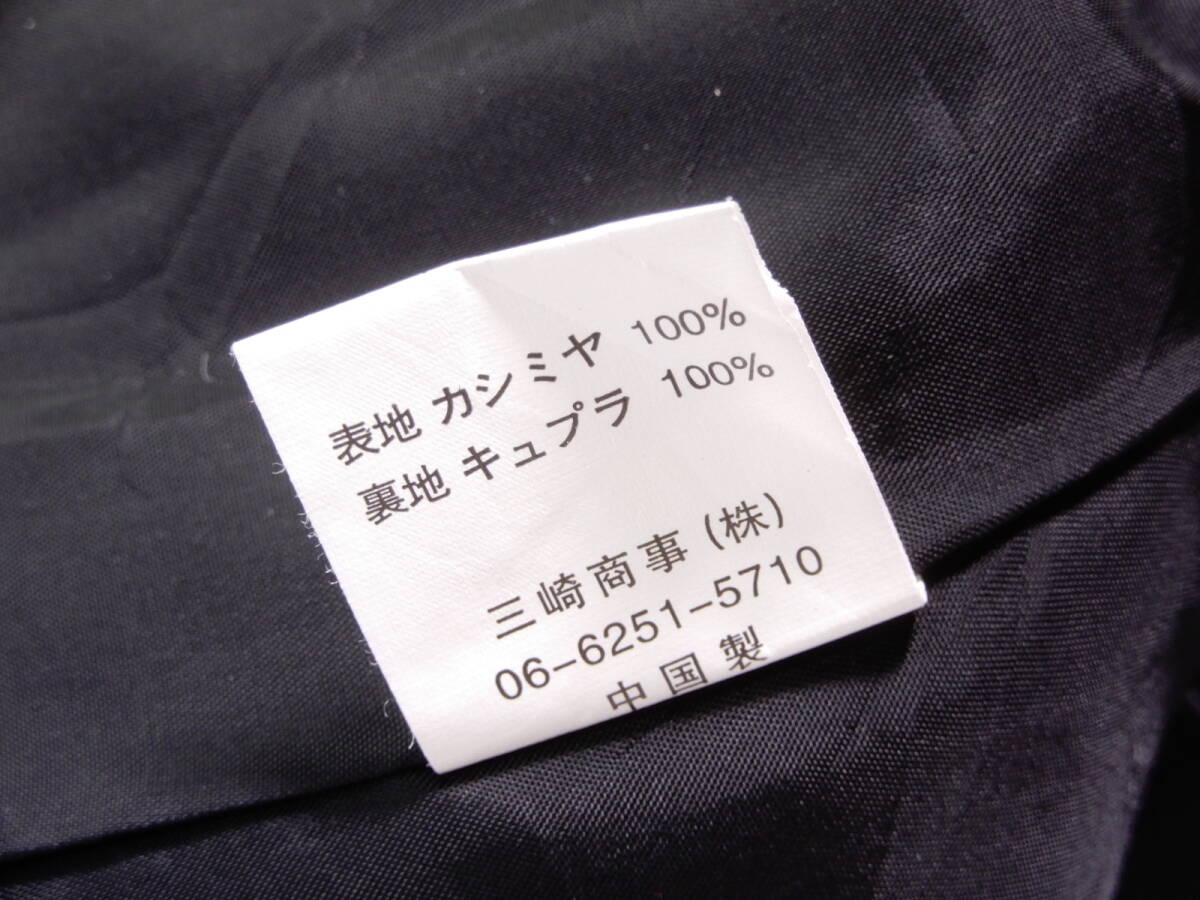 表地 カシミヤ 100%
裏地 キュプラ 100%
三崎商事(株)
06-6251-5710
中国製